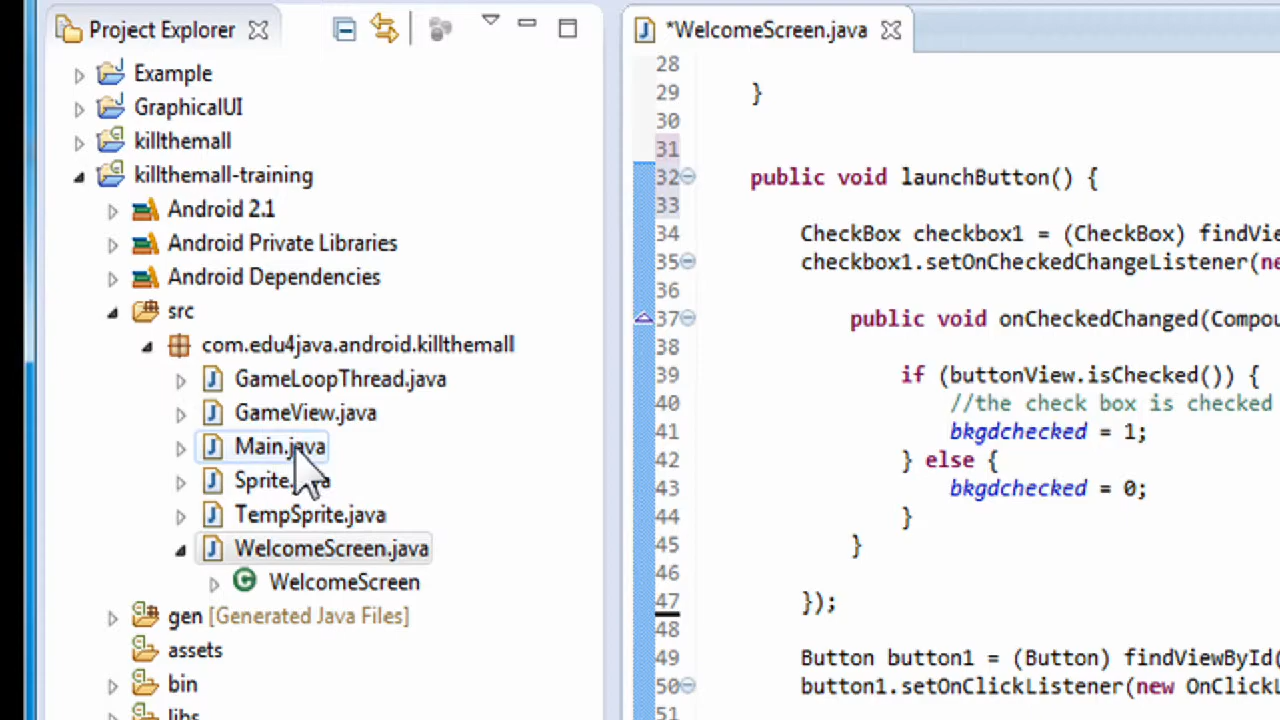 Project Explorer
Example
GraphicalUI
killthemall
killthemall-training
Android 2.1
Android Private Libraries
Android Dependencies
src
com.edu4java.android.killthemall
GameLoopThread.java
GameView.java
Main.java
TempSprite.java
WelcomeScreen.java
WelcomeScreen
gen [Generated Java Files]
assets
bin
libs
*WelcomeScreen.java
28
29 }
30
31
32 public void launchButton() {
33
34 CheckBox checkbox1 = (CheckBox)
35 checkbox1.setOnCheckedChangeListener(
36
37 public void onCheckedChanged(
38
39 if (buttonView.isChecked()) {
40 //the check box is checked
41 bkgdchecked = 1;
42 } else {
43 bkgdchecked = 0;
44 }
45 }
46
47 });
48
49 Button button1 = (Button) findViewById(
50 button1.setOnClickListener(new
51